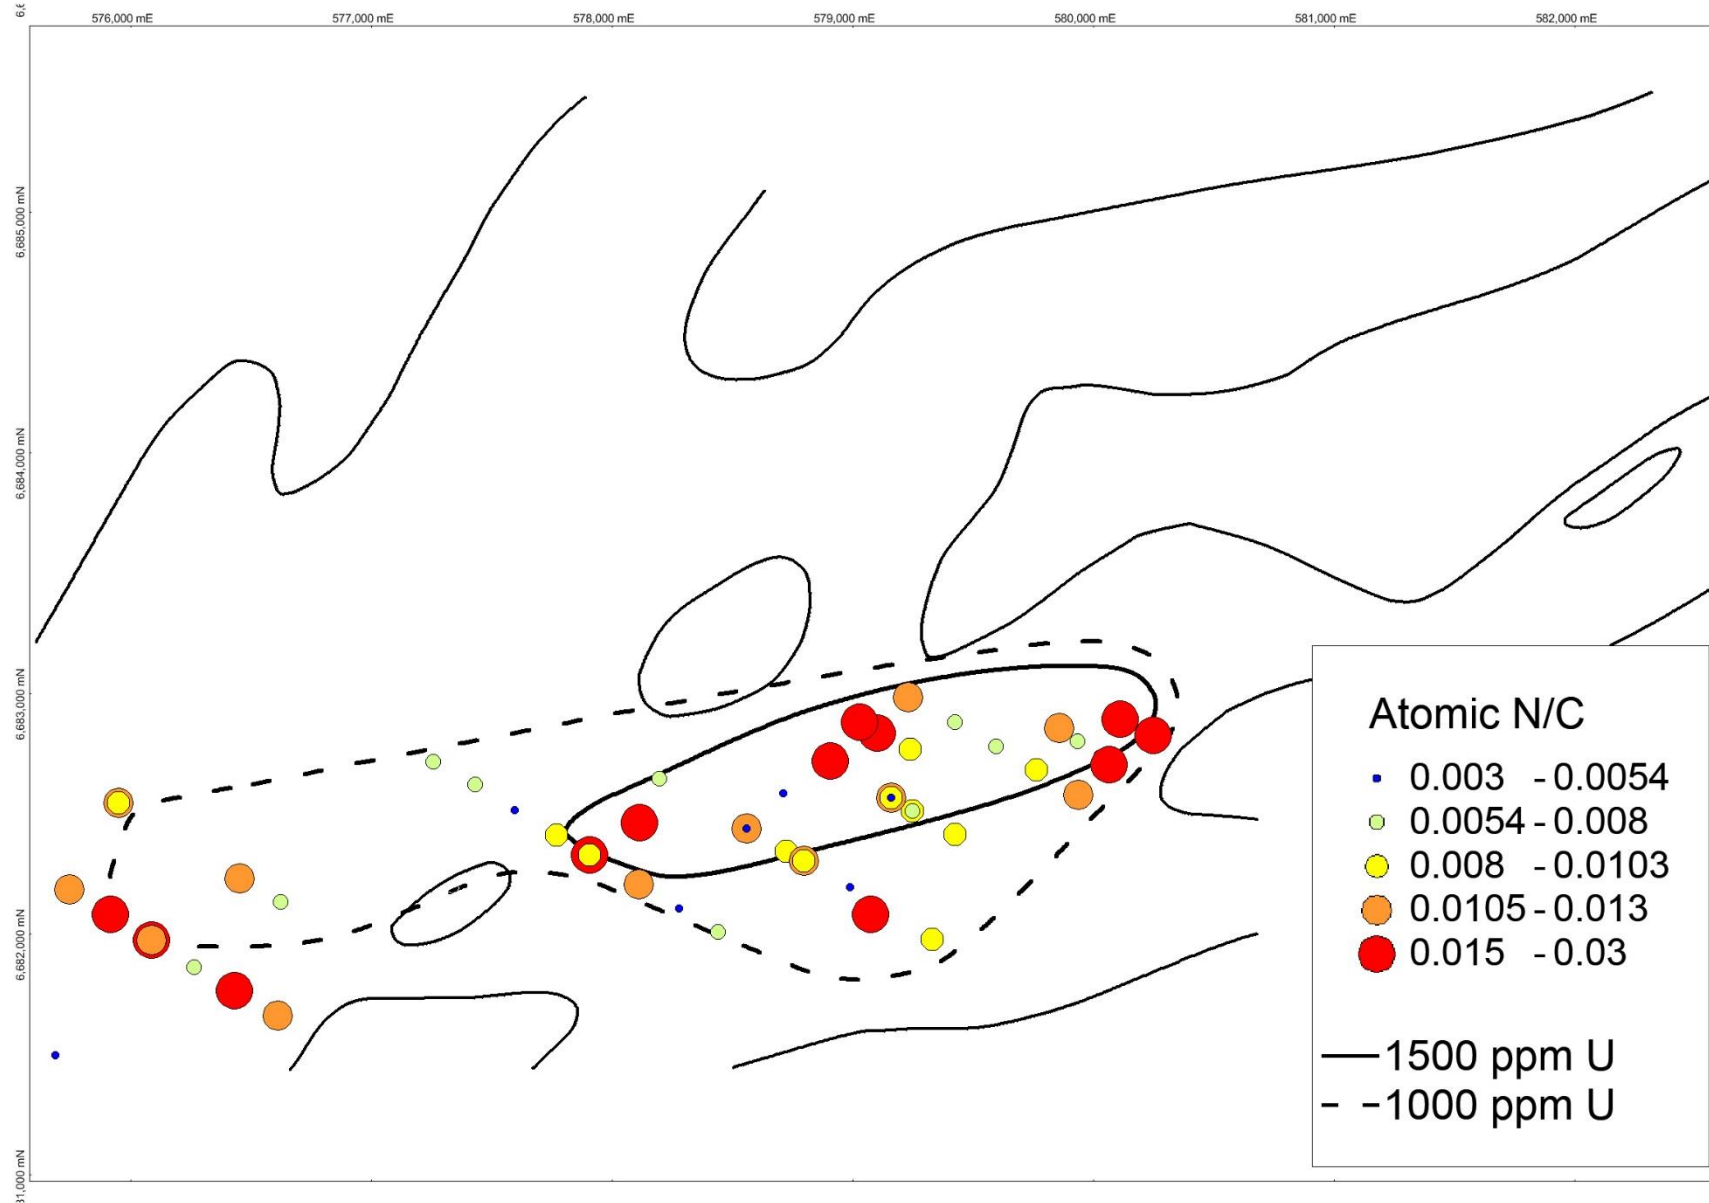 576,000 mE 577,000 mE 578,000 mE 579,000 mE 580,000 mE 581,000 mE 582,000 mE
6,685,000 mN
6,684,000 mN
6,683,000 mN
6,682,000 mN
Atomic N/C
0.003 - 0.0054
0.0054 - 0.008
0.008 - 0.0103
0.0105 - 0.013
0.015 - 0.03
1500 ppm U
1000 ppm U